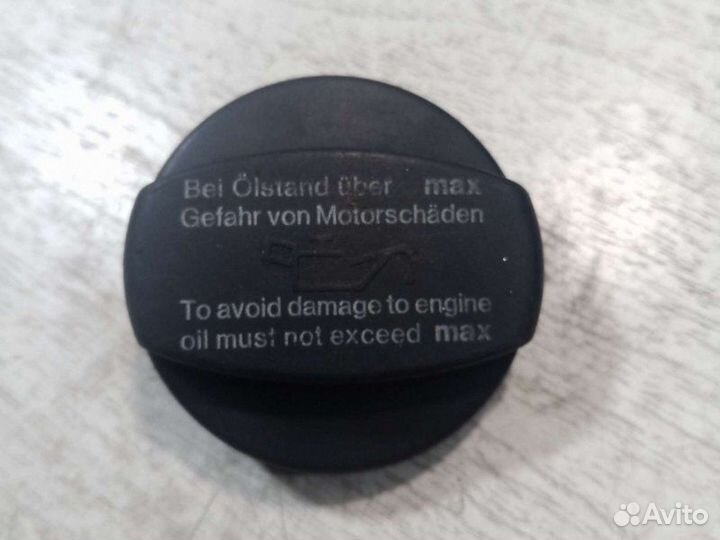 Bei Ölstand über max
Gefahr von Motorschäden
To avoid damage to engine
oil must not exceed max
Avito